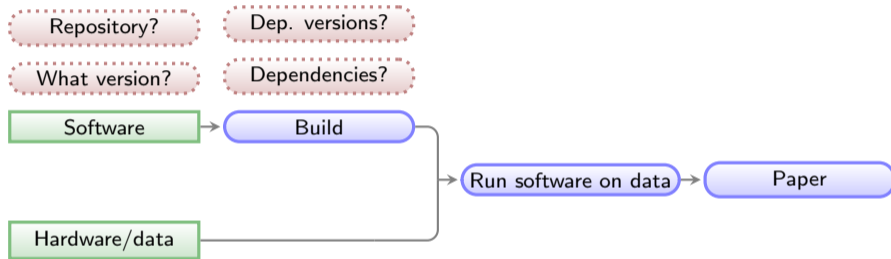 Repository?
Dep. versions?
What version?
Dependencies?
Software
Build
Run software on data
Paper
Hardware/data